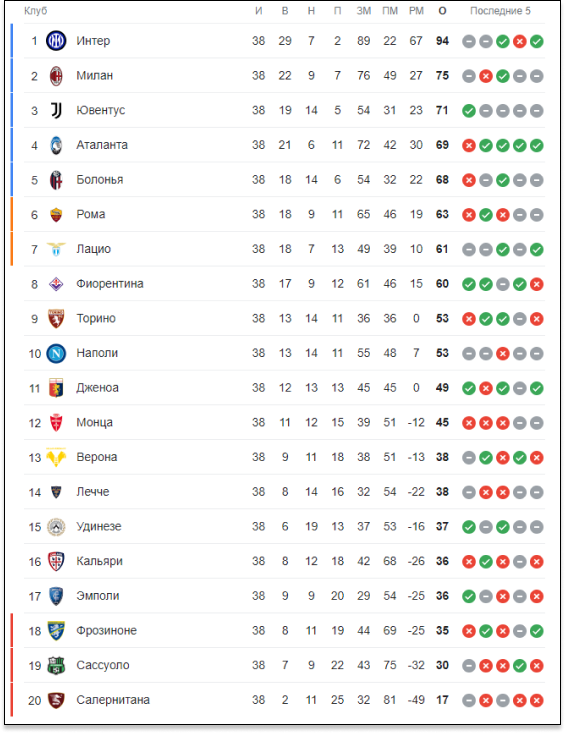 Клуб И В Н П ЗМ ПМ РМ О Последние 5
1 Интер 38 29 7 2 89 22 67 94
2 Милан 38 22 9 7 76 49 27 75
3 Ювентус 38 19 14 5 54 31 23 71
4 Аталанта 38 21 6 11 72 42 30 69
5 Болонья 38 18 14 6 54 32 22 68
6 Рома 38 18 9 11 65 46 19 63
7 Лацио 38 18 7 13 49 39 10 61
8 Фиорентина 38 17 9 12 61 46 15 60
9 Торино 38 13 14 11 36 36 0 53
10 Наполи 38 13 14 11 55 48 7 53
11 Дженоа 38 12 13 13 45 45 0 49
12 Монца 38 11 12 15 39 51 -12 45
13 Верона 38 9 11 18 38 51 -13 38
14 Лечче 38 8 14 16 32 54 -22 38
15 Удинезе 38 6 19 13 37 53 -16 37
16 Кальяри 38 8 12 18 42 68 -26 36
17 Эмполи 38 9 9 20 29 54 -25 36
18 Фрозиноне 38 8 11 19 44 69 -25 35
19 Сассуоло 38 7 9 22 43 75 -32 30
20 Салернитана 38 2 11 25 32 81 -49 17